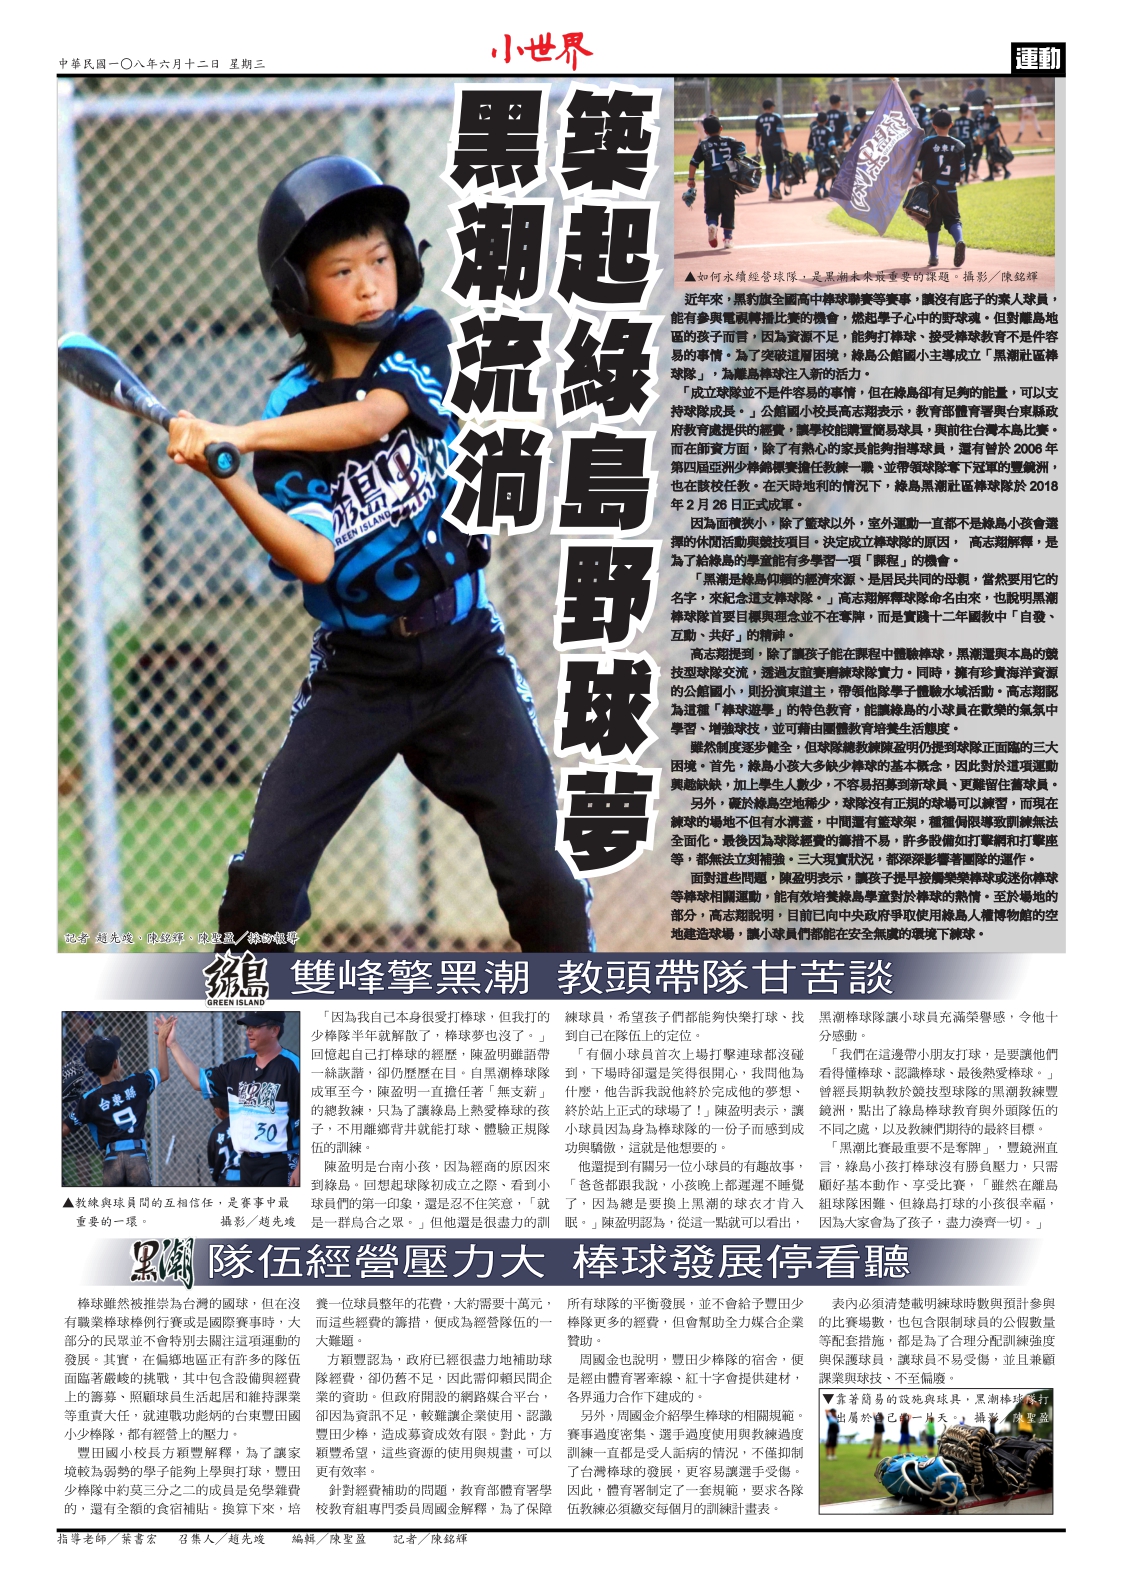 小世界
中華民國一〇八年六月十二日 星期三
運動
築起綠島野球夢
黑潮流淌
▲如何永續經營球隊，是黑潮未來最重要的課題。攝影／陳銘輝
近年來，黑豹旗全國高中棒球聯賽等賽事，讓沒有底子的素人球員，
能有參與電視轉播比賽的機會，燃起學子心中的野球魂。但對離島地
區的孩子而言，因為資源不足，能夠打棒球、接受棒球教育不是件容
易的事情。為了突破這層困境，綠島公館國小主導成立「黑潮社區棒
球隊」，為離島棒球注入新的活力。
「成立球隊並不是件容易的事情，但在綠島卻有足夠的能量，可以支
持球隊成長。」公館國小校長高志翔表示，教育部體育署與台東縣政
府教育處提供的經費，讓學校能購置簡易球具，與前往台灣本島比賽。
而在師資方面，除了有熱心的家長能夠指導球員，還有曾於 2006 年
第四屆亞洲少棒錦標賽擔任教練一職、並帶領球隊奪下冠軍的豐鏡洲，
也在該校任教。在天時地利的情況下，綠島黑潮社區棒球隊於 2018
年 2 月 26 日正式成軍。
因為面積狹小，除了籃球以外，室外運動一直都不是綠島小孩會選
擇的休閒活動與競技項目。決定成立棒球隊的原因， 高志翔解釋，是
為了給綠島的學童能有多學習一項「課程」的機會。
「黑潮是綠島仰賴的經濟來源、是居民共同的母親，當然要用它的
名字，來紀念這支棒球隊。」高志翔解釋球隊命名由來，也說明黑潮
棒球隊首要目標與理念並不在奪牌，而是實踐十二年國教中「自發、
互動、共好」的精神。
高志翔提到，除了讓孩子能在課程中體驗棒球，黑潮還與本島的競
技型球隊交流，透過友誼賽磨練球隊實力。同時，擁有珍貴海洋資源
的公館國小，則扮演東道主，帶領他隊學子體驗水域活動。高志翔認
為這種「棒球遊學」的特色教育，能讓綠島的小球員在歡樂的氣氛中
學習、增強球技，並可藉由團體教育培養生活態度。
雖然制度逐步健全，但球隊總教練陳盈明仍提到球隊正面臨的三大
困境。首先，綠島小孩大多缺少棒球的基本概念，因此對於這項運動
興趣缺缺，加上學生人數少，不容易招募到新球員、更難留住舊球員。
另外，礙於綠島空地稀少，球隊沒有正規的球場可以練習，而現在
練球的場地不但有水溝蓋，中間還有籃球架，種種侷限導致訓練無法
全面化。最後因為球隊經費的籌措不易，許多設備如打擊網和打擊座
等，都無法立刻補強。三大現實狀況，都深深影響著團隊的運作。
面對這些問題，陳盈明表示，讓孩子提早接觸樂樂棒球或迷你棒球
等棒球相關運動，能有效培養綠島學童對於棒球的熱情。至於場地的
部分，高志翔說明，目前已向中央政府爭取使用綠島人權博物館的空
地建造球場，讓小球員們都能在安全無虞的環境下練球。
記者 趙先竣、陳銘輝、陳聖盈／採訪報導
綠島
GREEN ISLAND
雙峰擎黑潮 教頭帶隊甘苦談
▲教練與球員間的互相信任，是賽事中最
重要的一環。 攝影／趙先竣
「因為我自己本身很愛打棒球，但我打的
少棒隊半年就解散了，棒球夢也沒了。」
回憶起自己打棒球的經歷，陳盈明雖語帶
一絲詼諧，卻仍歷歷在目。自黑潮棒球隊
成軍至今，陳盈明一直擔任著「無支薪」
的總教練，只為了讓綠島上熱愛棒球的孩
子，不用離鄉背井就能打球、體驗正規隊
伍的訓練。
陳盈明是台南小孩，因為經商的原因來
到綠島。回想起球隊初成立之際、看到小
球員們的第一印象，還是忍不住笑意，「就
是一群烏合之眾。」但他還是很盡力的訓
練球員，希望孩子們都能夠快樂打球、找
到自己在隊伍上的定位。
「有個小球員首次上場打擊連球都沒碰
到，下場時卻還是笑得很開心，我問他為
什麼，他告訴我說他終於完成他的夢想、
終於站上正式的球場了！」陳盈明表示，讓
小球員因為身為棒球隊的一份子而感到成
功與驕傲，這就是他想要的。
他還提到有關另一位小球員的有趣故事，
「爸爸都跟我說，小孩晚上都遲遲不睡覺
了，因為總是要換上黑潮的球衣才肯入
眠。」陳盈明認為，從這一點就可以看出，
黑潮棒球隊讓小球員充滿榮譽感，令他十
分感動。
「我們在這邊帶小朋友打球，是要讓他們
看得懂棒球、認識棒球、最後熱愛棒球。」
曾經長期執教於競技型球隊的黑潮教練豐
鏡洲，點出了綠島棒球教育與外頭隊伍的
不同之處，以及教練們期待的最終目標。
「黑潮比賽最重要不是奪牌」，豐鏡洲直
言，綠島小孩打棒球沒有勝負壓力，只需
顧好基本動作、享受比賽，「雖然在離島
組球隊困難、但綠島打球的小孩很幸福，
因為大家會為了孩子，盡力湊齊一切。」
黑潮
隊伍經營壓力大 棒球發展停看聽
棒球雖然被推崇為台灣的國球，但在沒
有職業棒球棒例行賽或是國際賽事時，大
部分的民眾並不會特別去關注這項運動的
發展。其實，在偏鄉地區正有許多的隊伍
面臨著嚴峻的挑戰，其中包含設備與經費
上的籌募、照顧球員生活起居和維持課業
等重責大任，就連戰功彪炳的台東豐田國
小少棒隊，都有經營上的壓力。
豐田國小校長方穎豐解釋，為了讓家
境較為弱勢的學子能夠上學與打球，豐田
少棒隊中約莫三分之二的成員是免學雜費
的，還有全額的食宿補貼。換算下來，培
養一位球員整年的花費，大約需要十萬元，
而這些經費的籌措，便成為經營隊伍的一
大難題。
方穎豐認為，政府已經很盡力地補助球
隊經費，卻仍舊不足，因此需仰賴民間企
業的資助。但政府開設的網路媒合平台，
卻因為資訊不足，較難讓企業使用、認識
豐田少棒，造成募資成效有限。對此，方
穎豐希望，這些資源的使用與規畫，可以
更有效率。
針對經費補助的問題，教育部體育署學
校教育組專門委員周國金解釋，為了保障
所有球隊的平衡發展，並不會給予豐田少
棒隊更多的經費，但會幫助全力媒合企業
贊助。
周國金也說明，豐田少棒隊的宿舍，便
是經由體育署牽線、紅十字會提供建材，
各界通力合作下建成的。
另外，周國金介紹學生棒球的相關規範。
賽事過度密集、選手過度使用與教練過度
訓練一直都是受人詬病的情況，不僅抑制
了台灣棒球的發展，更容易讓選手受傷。
因此，體育署制定了一套規範，要求各隊
伍教練必須繳交每個月的訓練計畫表。
表內必須清楚載明練球時數與預計參與
的比賽場數，也包含限制球員的公假數量
等配套措施，都是為了合理分配訓練強度
與保護球員，讓球員不易受傷，並且兼顧
課業與球技、不至偏廢。
▼靠著簡易的設施與球具，黑潮棒球隊打
出屬於自己的一片天。 攝影／陳聖盈
指導老師／葉書宏 召集人／趙先竣 編輯／陳聖盈 記者／陳銘輝